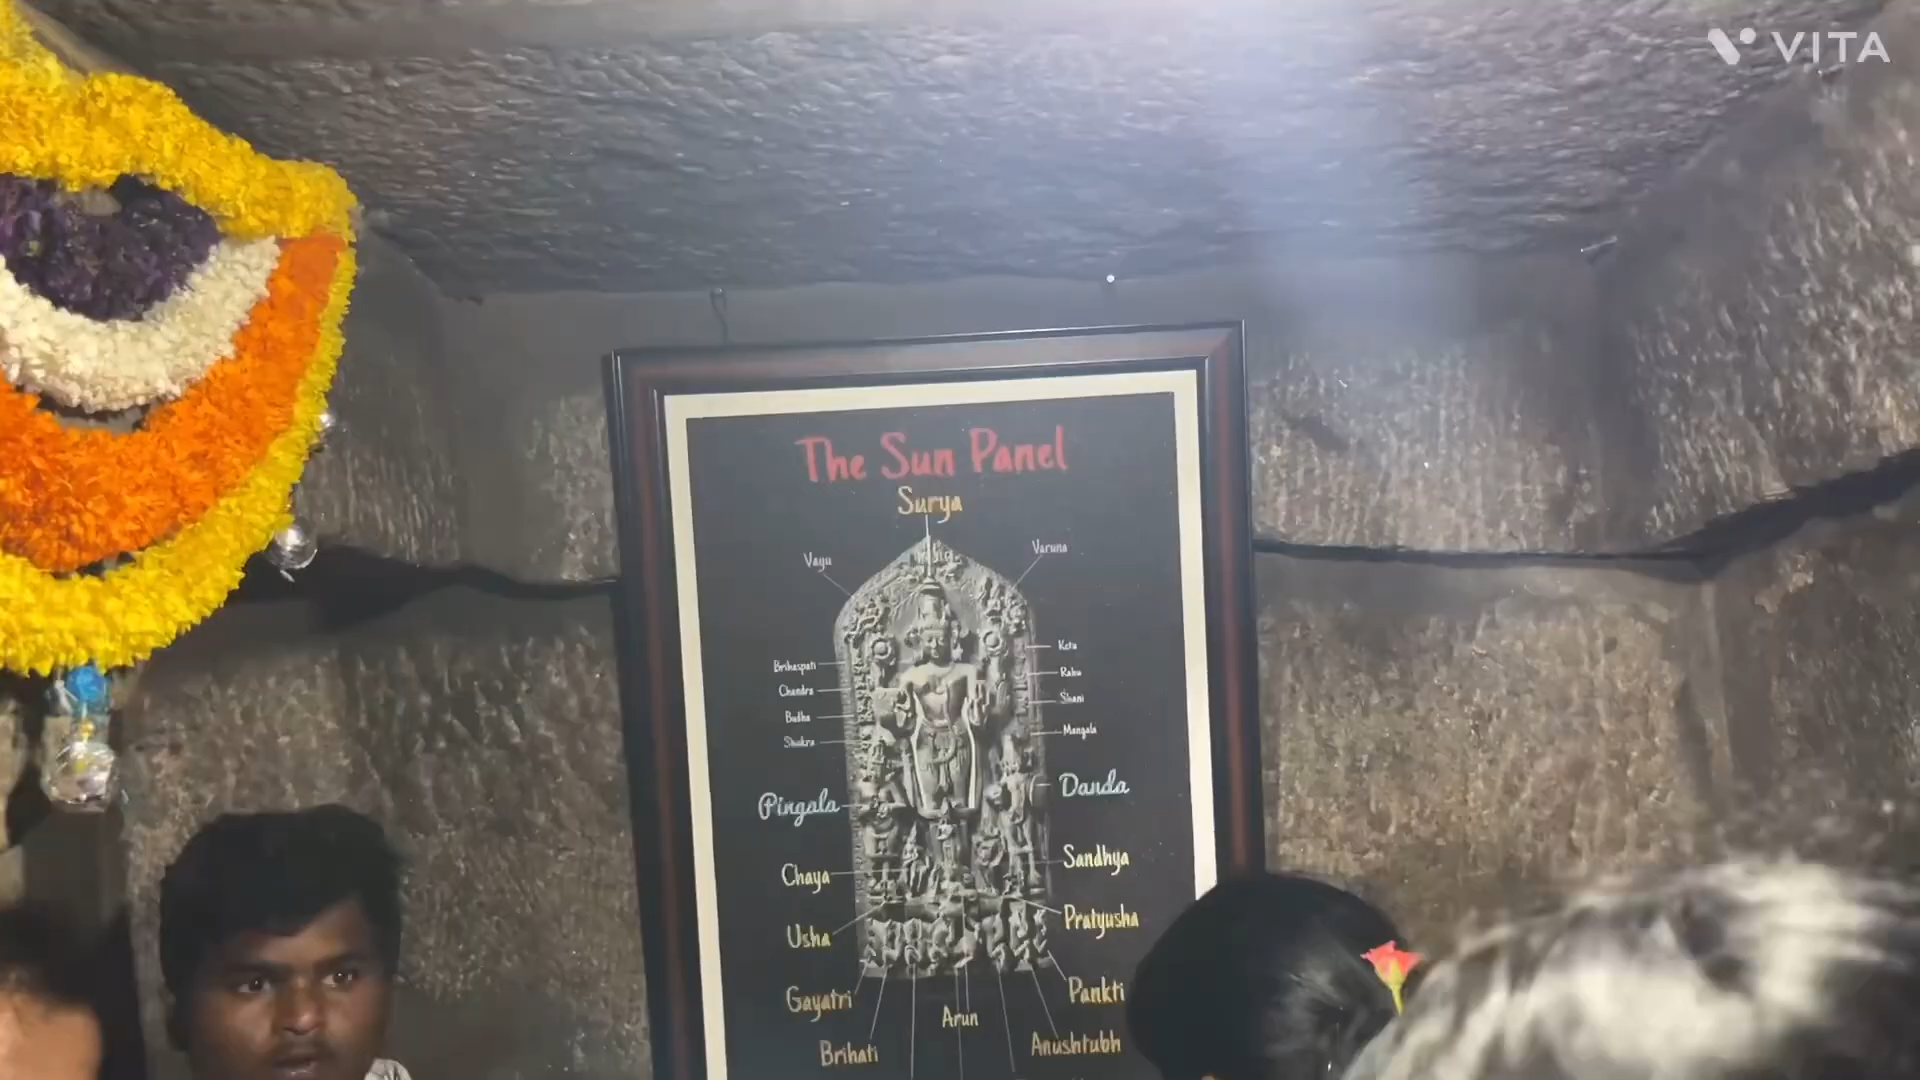 VITA
The Sun Panel
Surya
Vayu
Varuna
Ketu
Brihaspati
Rahu
Chandra
Shani
Budha
Mangala
Shukra
Danda
Pingala
Sandhya
Chaya
Pratyusha
Usha
Pankti
Gayatri
Arun
Anushtubh
Brihati